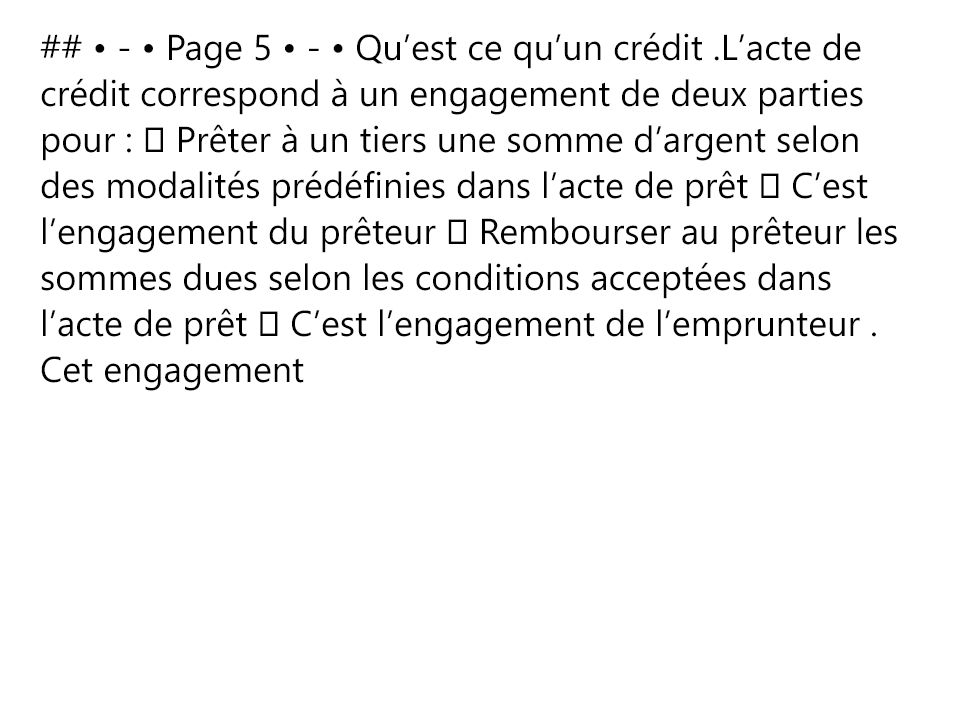 ## • - • Page 5 • - • Qu’est ce qu’un crédit .L’acte de
crédit correspond à un engagement de deux parties
pour :  Prêter à un tiers une somme d’argent selon
des modalités prédéfinies dans l’acte de prêt  C’est
l’engagement du prêteur  Rembourser au prêteur les
sommes dues selon les conditions acceptées dans
l’acte de prêt  C’est l’engagement de l’emprunteur .
Cet engagement